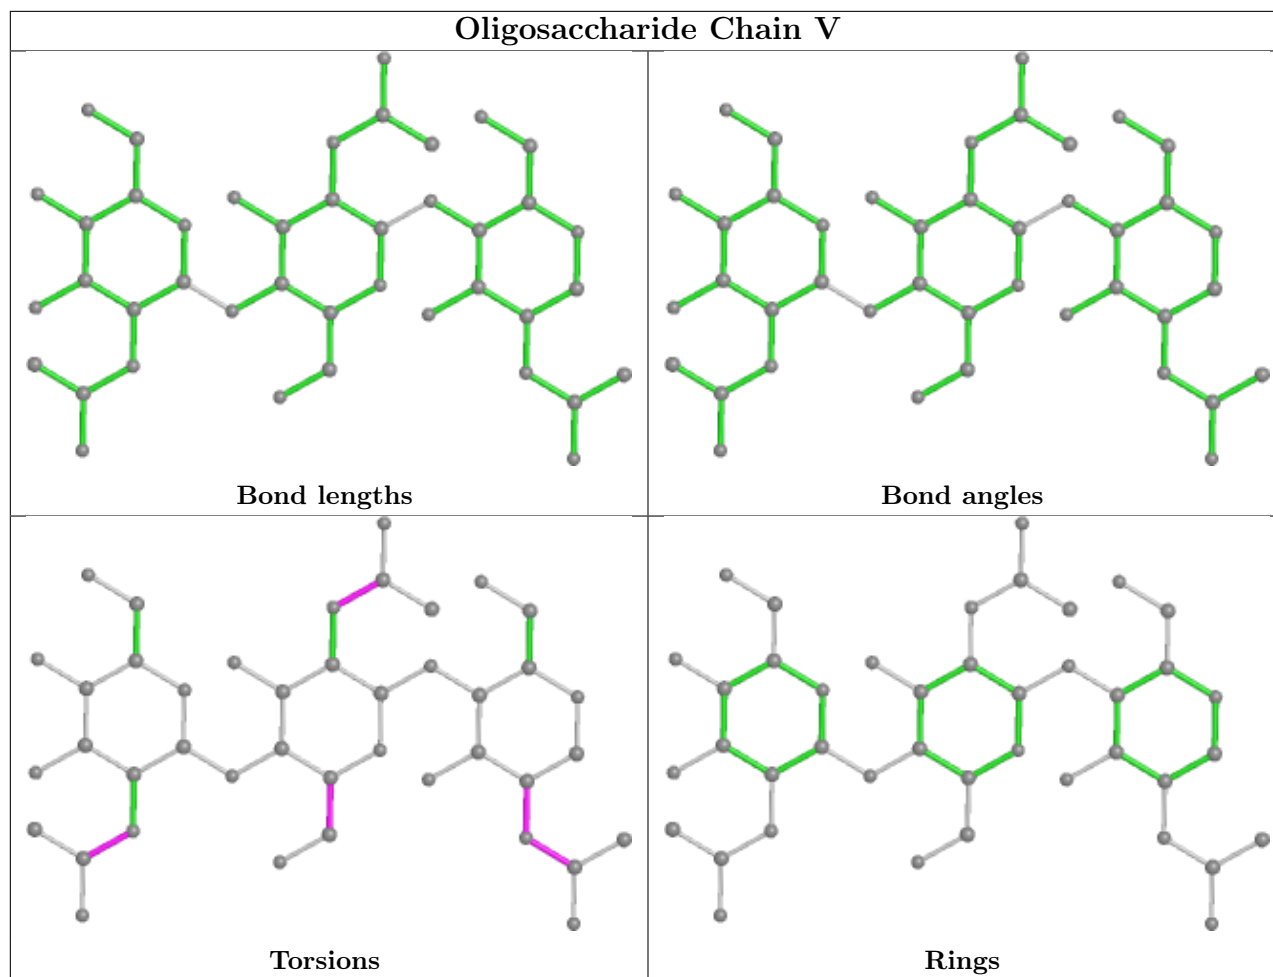 Oligosaccharide Chain V
Bond lengths
Bond angles
Torsions
Rings